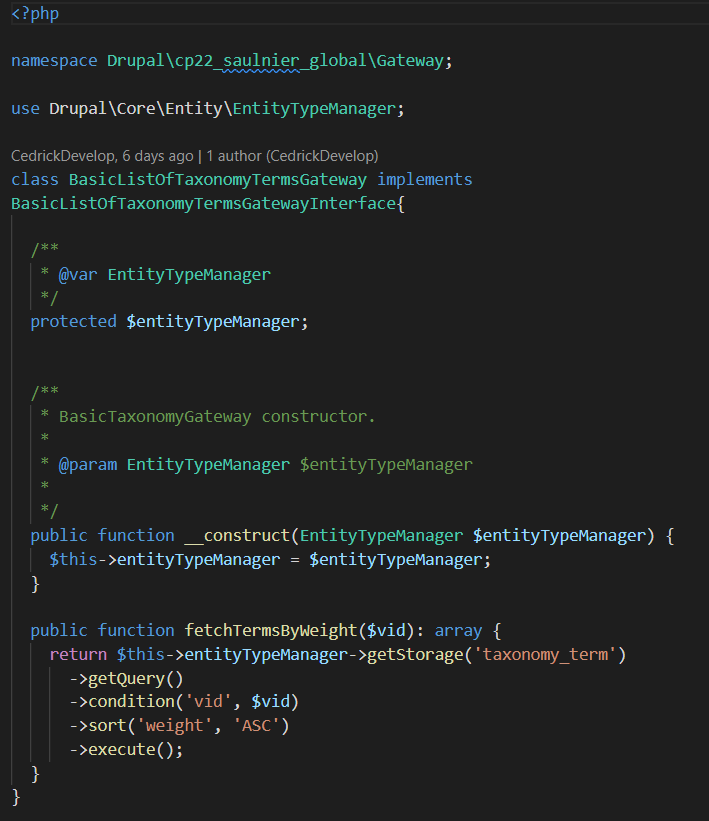 <?php
namespace Drupal\cp22_saulnier_global\Gateway;
use Drupal\Core\Entity\EntityTypeManager;
CedrickDevelop, 6 days ago | 1 author (CedrickDevelop)
class BasicListOfTaxonomyTermsGateway implements
BasicListOfTaxonomyTermsGatewayInterface{
/**
* @var EntityTypeManager
*/
protected $entityTypeManager;
/**
* BasicTaxonomyGateway constructor.
*
* @param EntityTypeManager $entityTypeManager
*
*/
public function __construct(EntityTypeManager $entityTypeManager) {
$this->entityTypeManager = $entityTypeManager;
}
public function fetchTermsByWeight($vid): array {
return $this->entityTypeManager->getStorage('taxonomy_term')
->getQuery()
->condition('vid', $vid)
->sort('weight', 'ASC')
->execute();
}
}